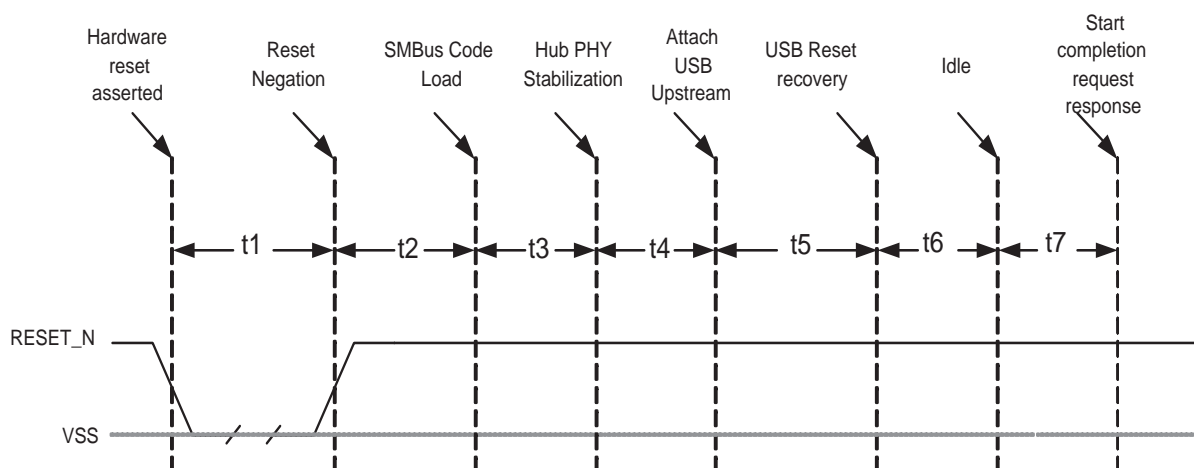 Hardware
reset
asserted
Reset
Negation
SMBus Code
Load
Hub PHY
Stabilization
Attach
USB
Upstream
USB Reset
recovery
Idle
Start
completion
request
response
t1
t2
t3
t4
t5
t6
t7
RESET_N
VSS